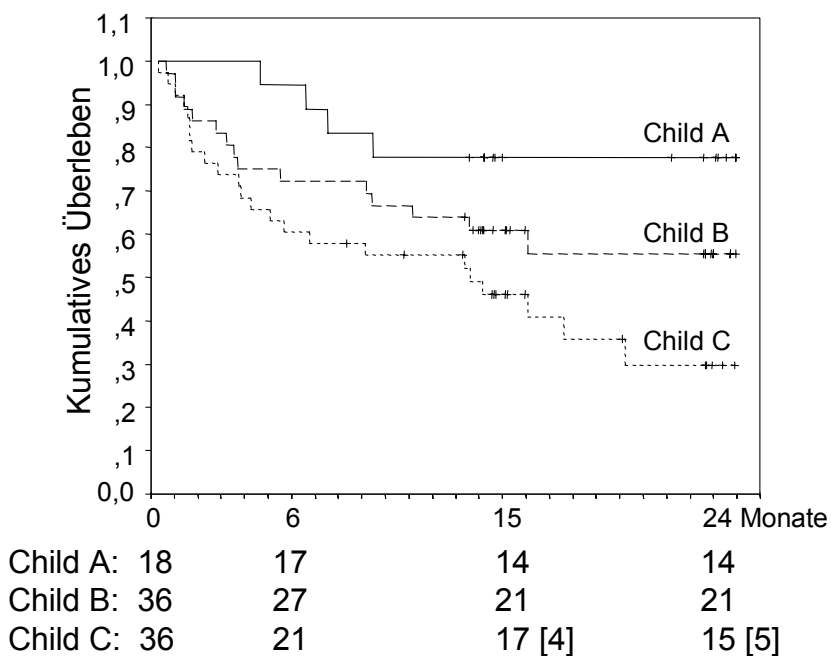 1,1
1,0
,9
,8
,7
,6
,5
,4
,3
,2
,1
0,0
Kumulatives Überleben
Child A
Child B
Child C
0 6 15 24 Monate
Child A: 18 17 14 14
Child B: 36 27 21 21
Child C: 36 21 17 [4] 15 [5]